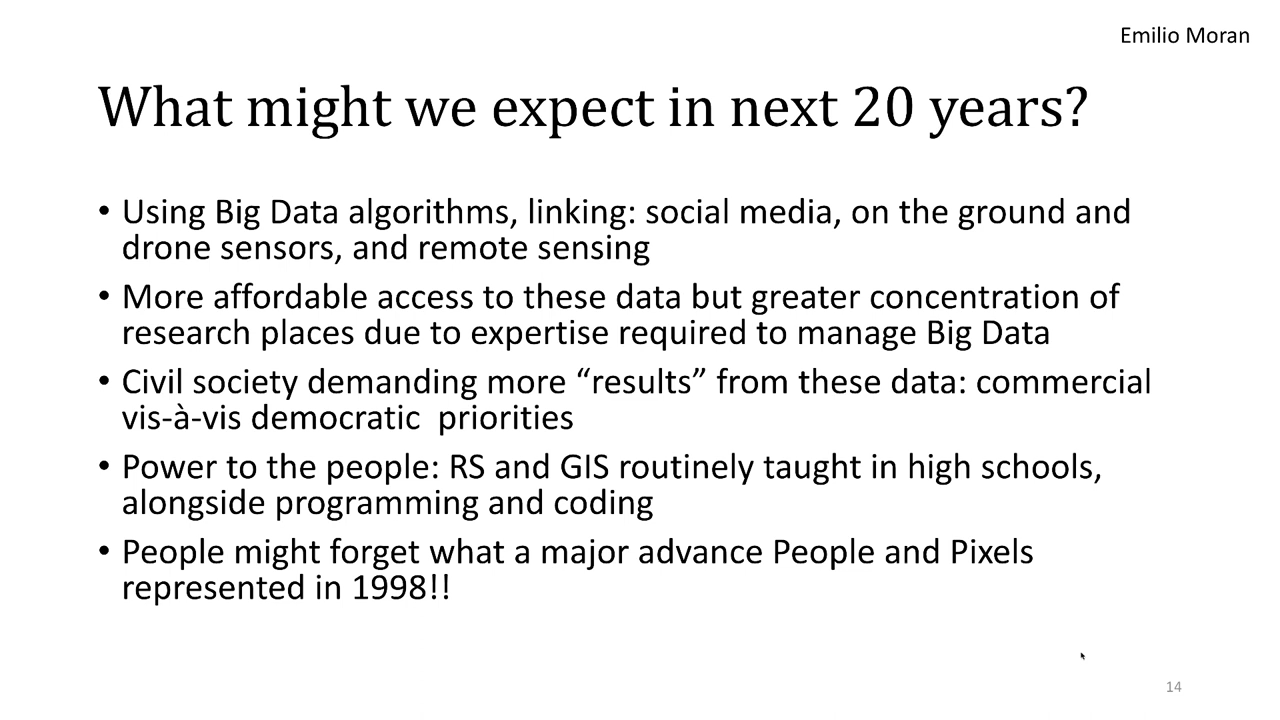 Emilio Moran
What might we expect in next 20 years?
• Using Big Data algorithms, linking: social media, on the ground and
drone sensors, and remote sensing
• More affordable access to these data but greater concentration of
research places due to expertise required to manage Big Data
• Civil society demanding more “results” from these data: commercial
vis-à-vis democratic  priorities
• Power to the people: RS and GIS routinely taught in high schools,
alongside programming and coding
• People might forget what a major advance People and Pixels
represented in 1998!!
14